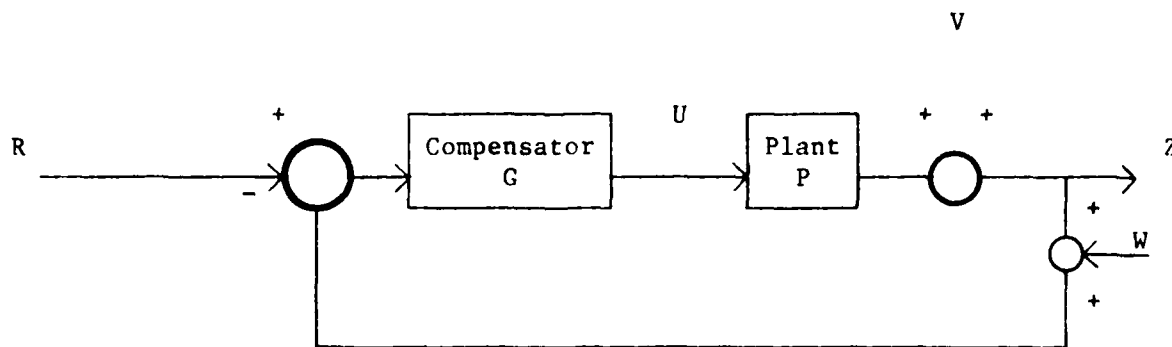 V
+
U
+ +
R
Compensator
G
Plant
P
Z
-
+
W
+